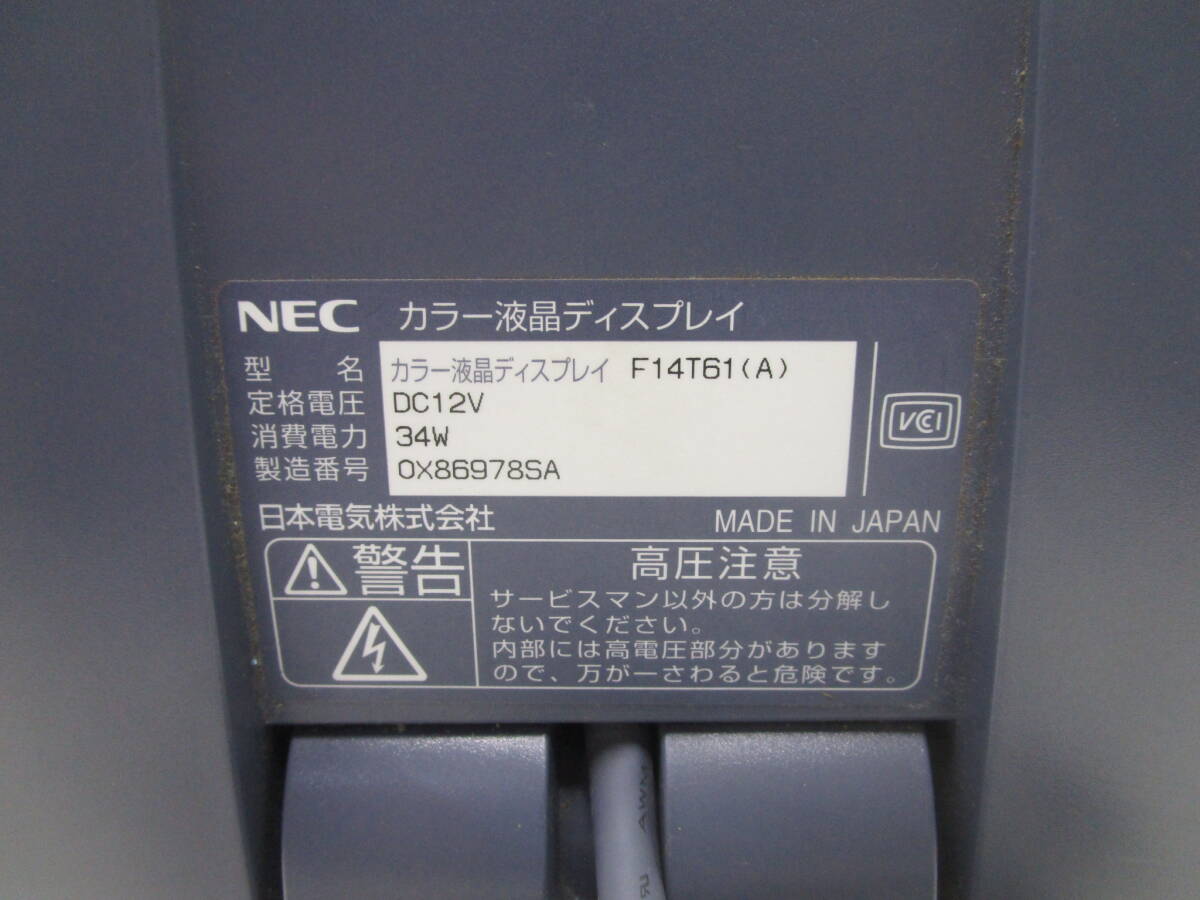 NEC カラー液晶ディスプレイ
型名 カラー液晶ディスプレイ F14T61(A)
定格電圧 DC12V
消費電力 34W
製造番号 0X86978SA
VCCI
日本電気株式会社 MADE IN JAPAN
警告
高圧注意
サービスマン以外の方は分解し
ないでください。
内部には高電圧部分があります
ので、万が一さわると危険です。
AWM